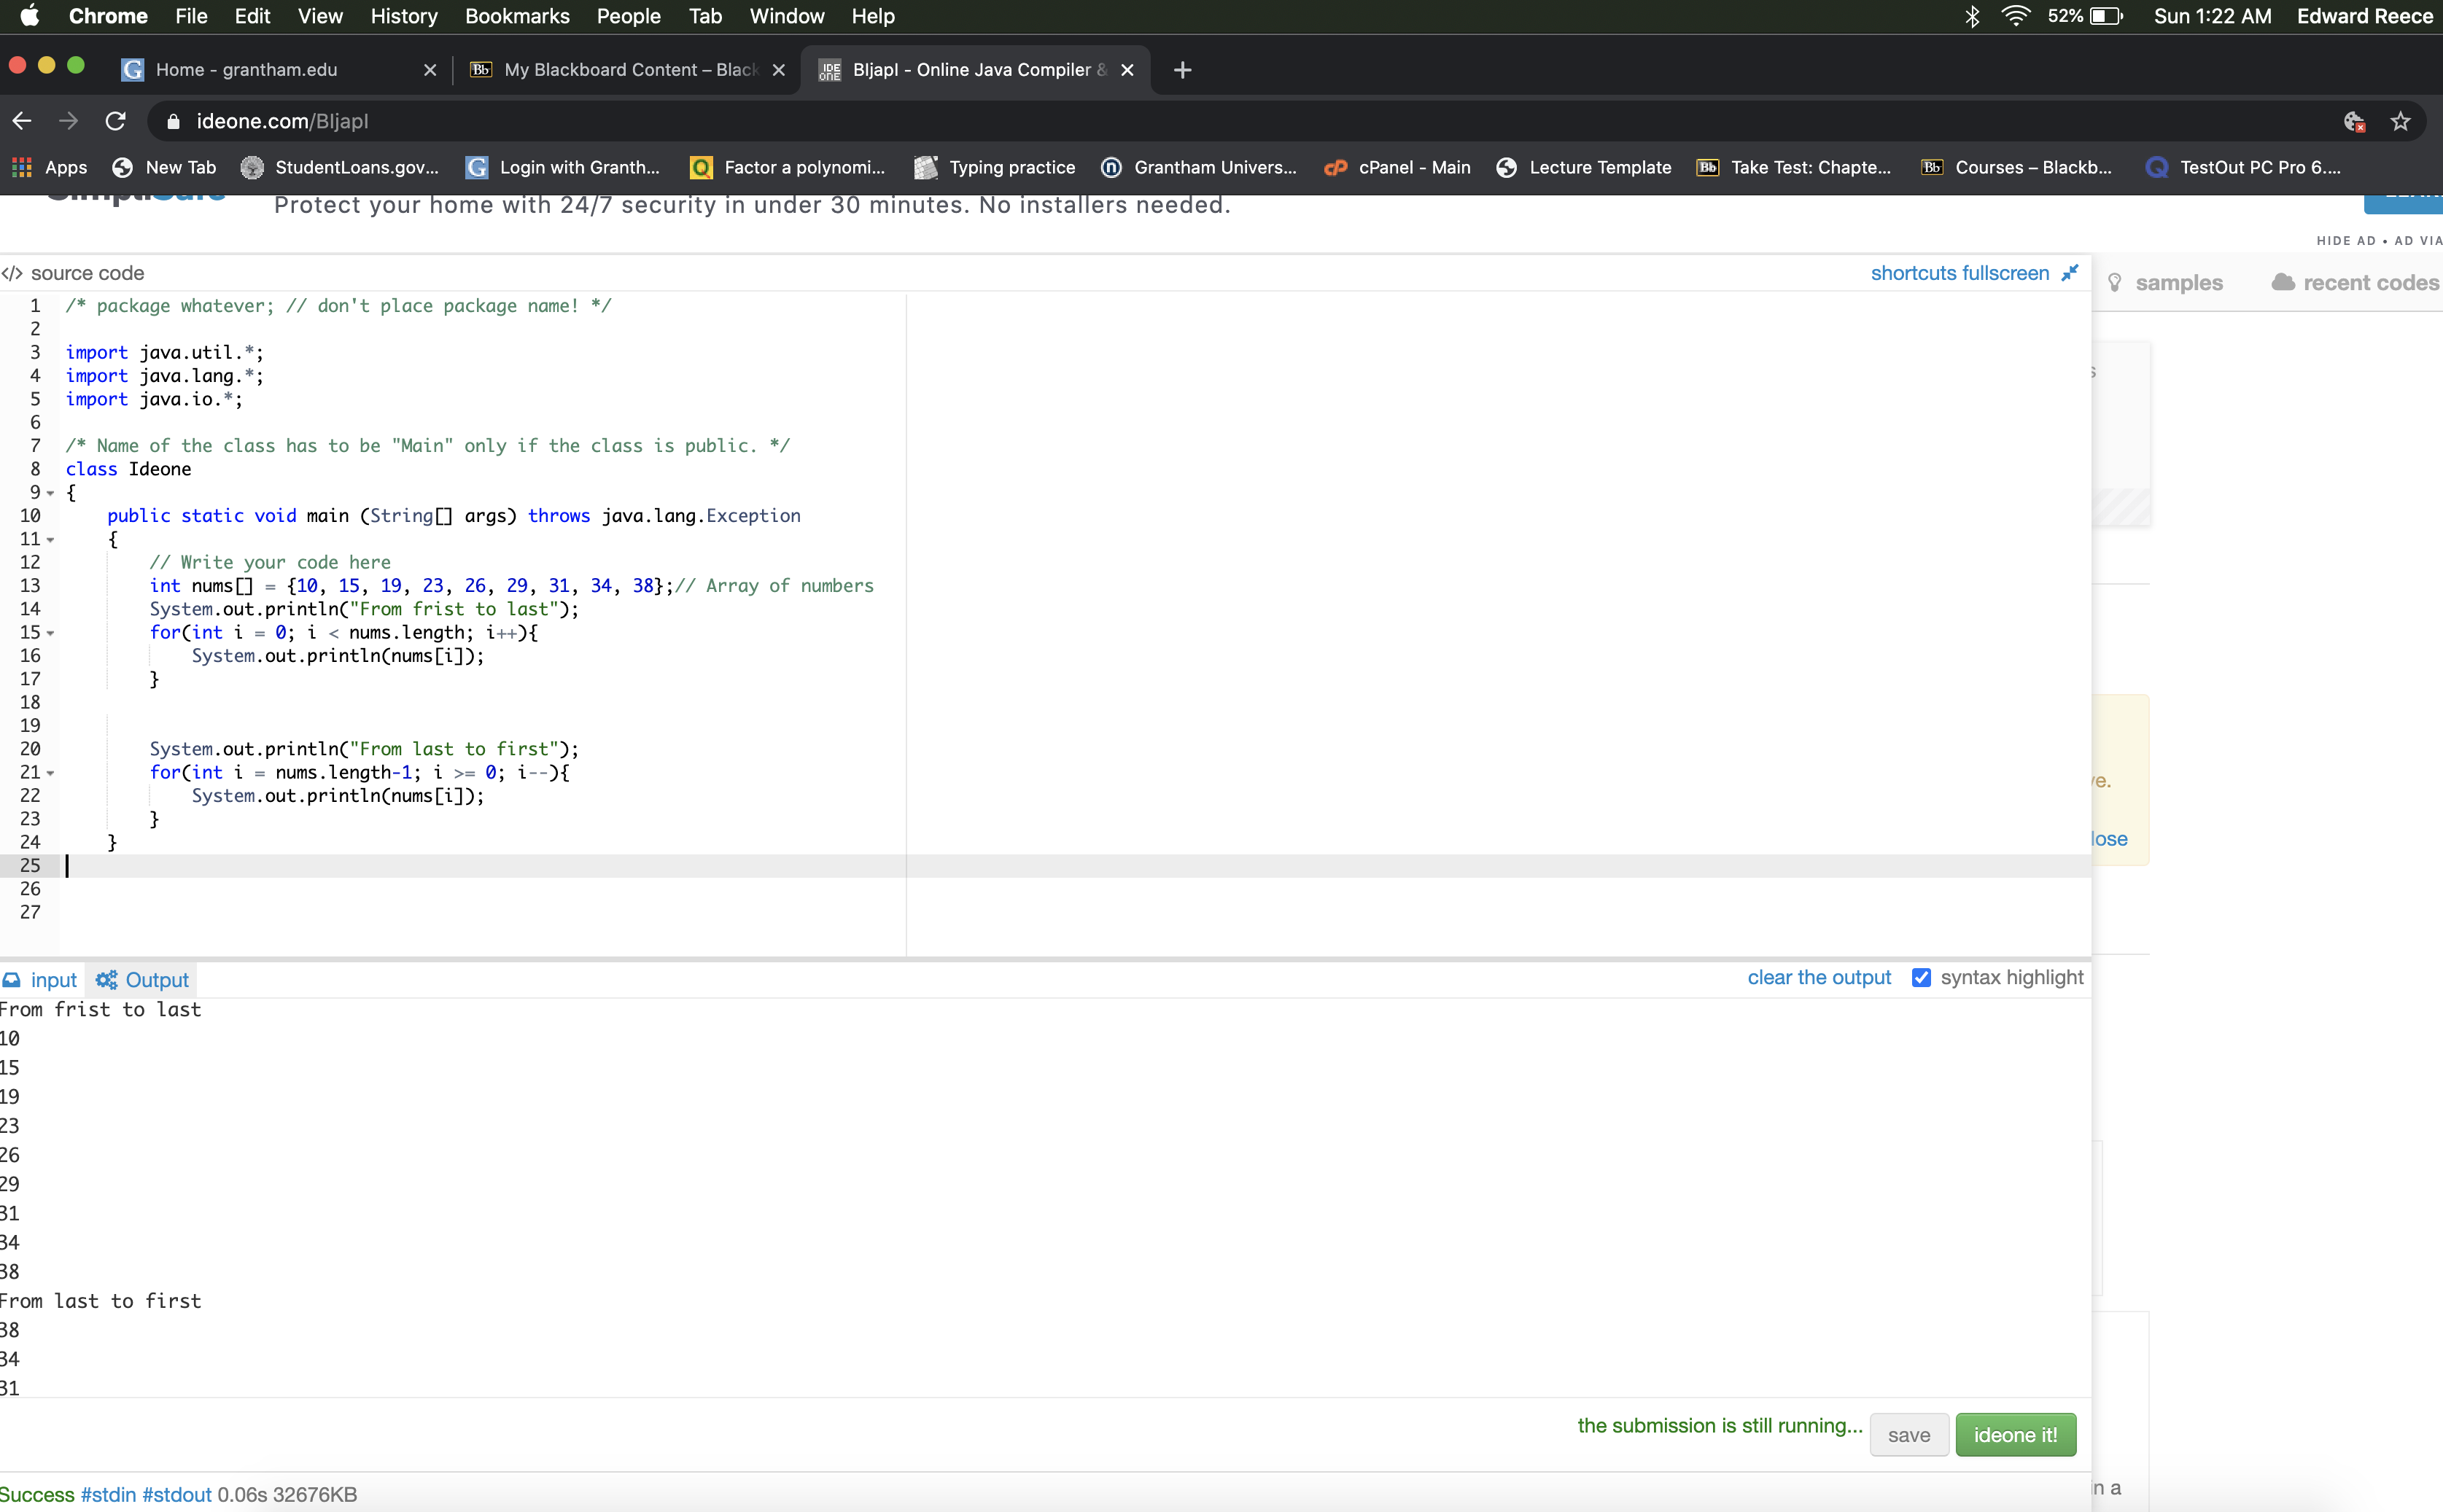 Chrome File Edit View History Bookmarks People Tab Window Help 52% Sun 1:22 AM Edward Reece
Home - grantham.edu My Blackboard Content – Black BIjapI - Online Java Compiler &
ideone.com/BIjapI
Apps New Tab StudentLoans.gov... Login with Granth... Factor a polynomi... Typing practice Grantham Univers... cPanel - Main Lecture Template Take Test: Chapte... Courses – Blackb... TestOut PC Pro 6....
Protect your home with 24/7 security in under 30 minutes. No installers needed.
HIDE AD • AD VIA
</> source code shortcuts fullscreen samples recent codes
1 /* package whatever; // don't place package name! */
2
3 import java.util.*;
4 import java.lang.*;
5 import java.io.*;
6
7 /* Name of the class has to be "Main" only if the class is public. */
8 class Ideone
9 {
10 public static void main (String[] args) throws java.lang.Exception
11 {
12 // Write your code here
13 int nums[] = {10, 15, 19, 23, 26, 29, 31, 34, 38};// Array of numbers
14 System.out.println("From frist to last");
15 for(int i = 0; i < nums.length; i++){
16 System.out.println(nums[i]);
17 }
18
19
20 System.out.println("From last to first");
21 for(int i = nums.length-1; i >= 0; i--){
22 System.out.println(nums[i]);
23 }
24 }
25
26
27
input Output clear the output syntax highlight
From frist to last
10
15
19
23
26
29
31
34
38
From last to first
38
34
31
the submission is still running... save ideone it!
Success #stdin #stdout 0.06s 32676KB